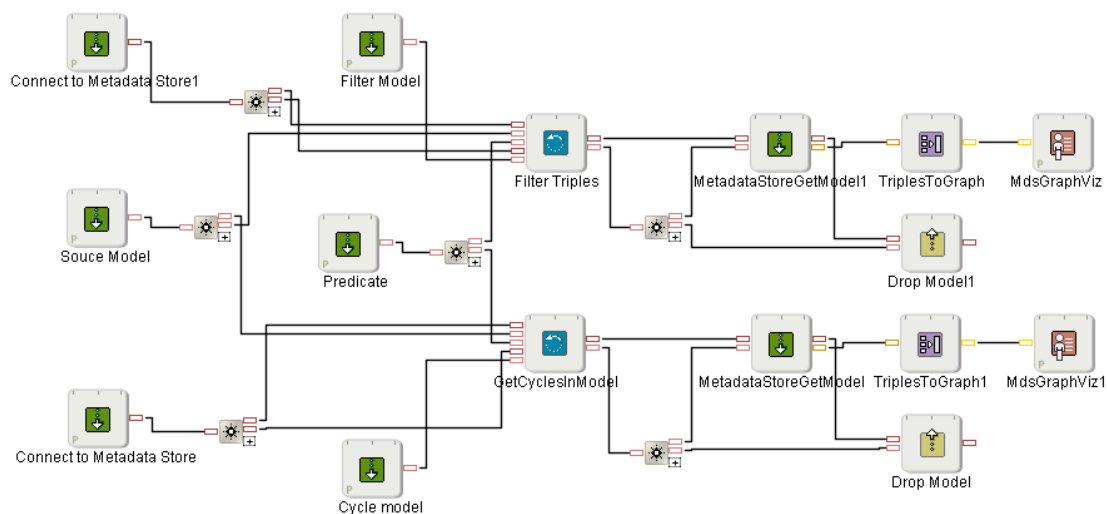 Connect to Metadata Store1
Filter Model
Filter Triples
MetadataStoreGetModel1
TriplesToGraph
MdsGraphViz
Souce Model
Predicate
Drop Model1
GetCyclesInModel
MetadataStoreGetModel
TriplesToGraph1
MdsGraphViz1
Connect to Metadata Store
Cycle model
Drop Model
P
P
P
P
P
P
P
P